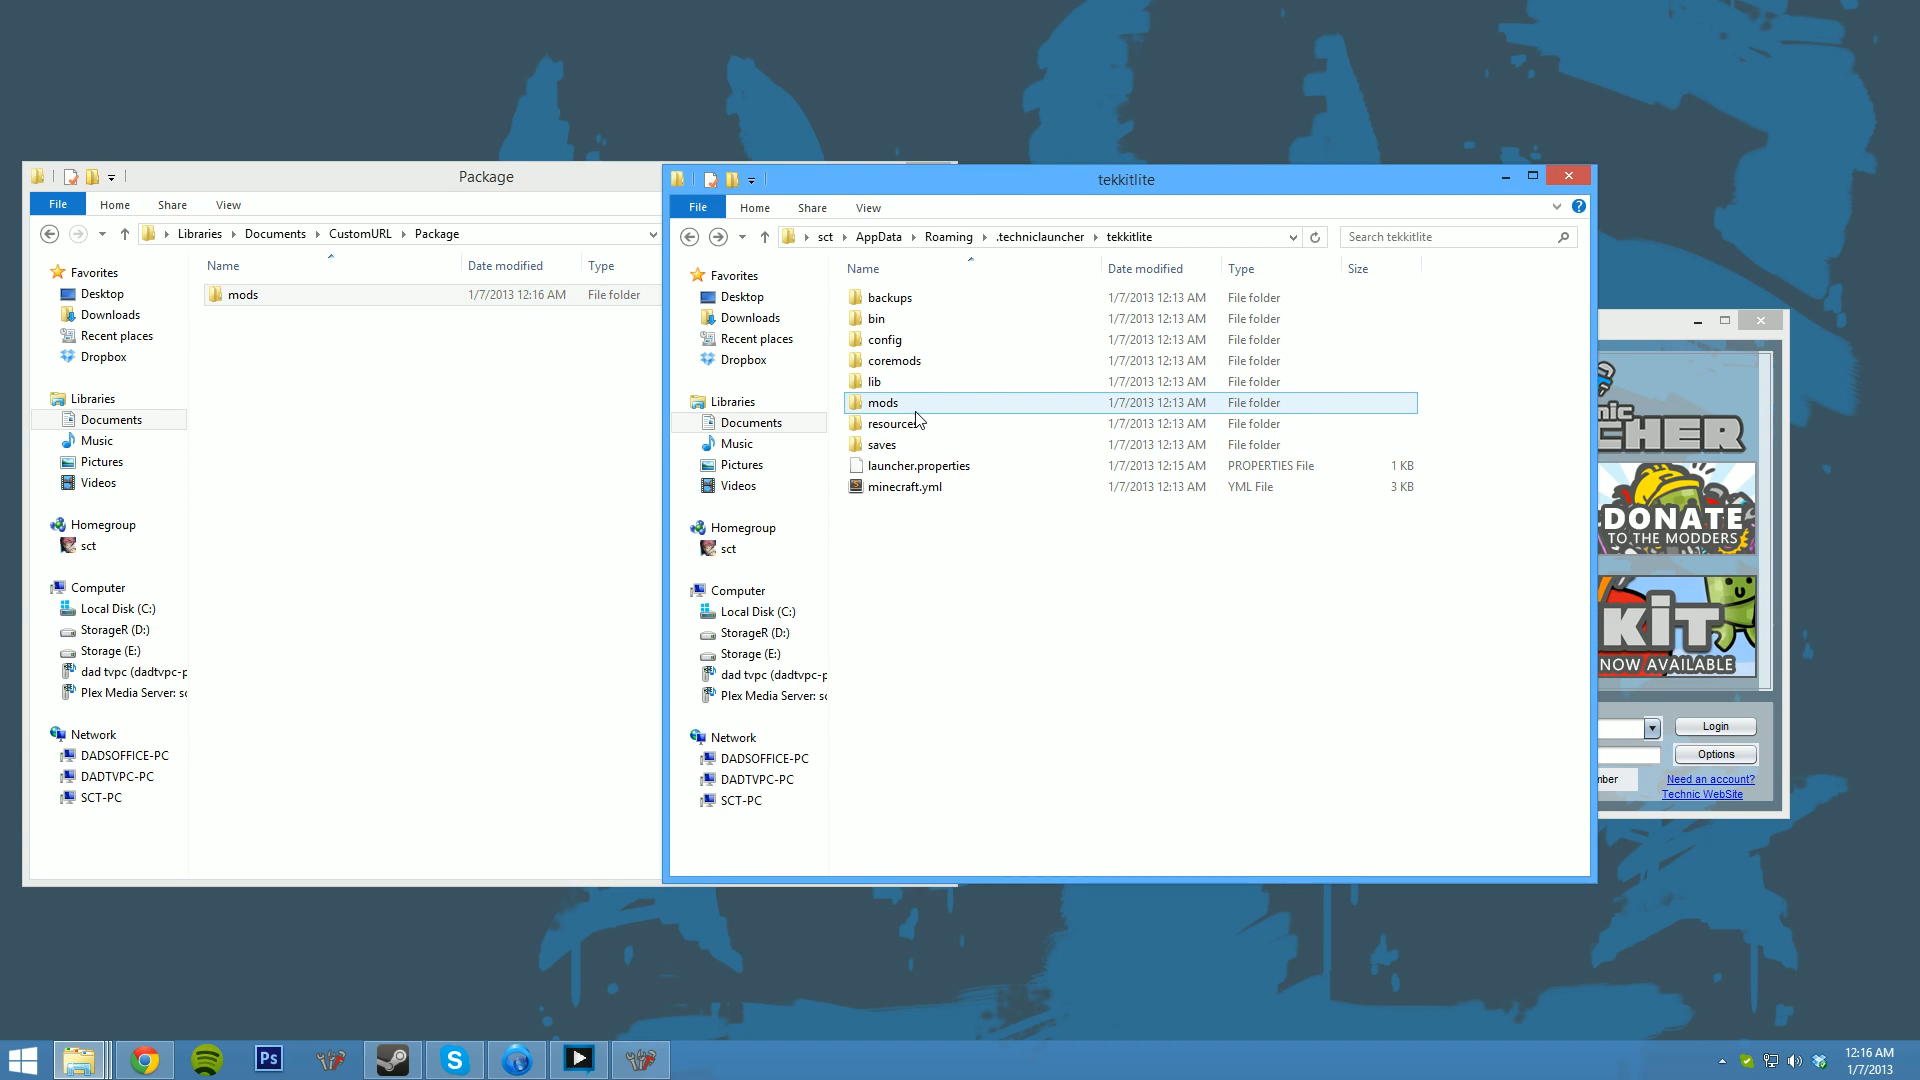 Package
File Home Share View
Libraries Documents CustomURL Package
Name Date modified Type
mods 1/7/2013 12:16 AM File folder
Favorites
Desktop
Downloads
Recent places
Dropbox
Libraries
Documents
Music
Pictures
Videos
Homegroup
sct
Computer
Local Disk (C:)
StorageR (D:)
Storage (E:)
dad tvpc (dadtvpc-p
Plex Media Server: sc
Network
DADSOFFICE-PC
DADTVPC-PC
SCT-PC
tekkitlite
File Home Share View
sct AppData Roaming .techniclauncher tekkitlite Search tekkitlite
Name Date modified Type Size
backups 1/7/2013 12:13 AM File folder
bin 1/7/2013 12:13 AM File folder
config 1/7/2013 12:13 AM File folder
coremods 1/7/2013 12:13 AM File folder
lib 1/7/2013 12:13 AM File folder
mods 1/7/2013 12:13 AM File folder
resources 1/7/2013 12:13 AM File folder
saves 1/7/2013 12:13 AM File folder
launcher.properties 1/7/2013 12:15 AM PROPERTIES File 1 KB
minecraft.yml 1/7/2013 12:13 AM YML File 3 KB
Favorites
Desktop
Downloads
Recent places
Dropbox
Libraries
Documents
Music
Pictures
Videos
Homegroup
sct
Computer
Local Disk (C:)
StorageR (D:)
Storage (E:)
dad tvpc (dadtvpc-p
Plex Media Server: sc
Network
DADSOFFICE-PC
DADTVPC-PC
SCT-PC
nic
CHER
DONATE
TO THE MODDERS
KiT
NOW AVAILABLE
Login
Options
mber
Need an account?
Technic WebSite
Ps
12:16 AM
1/7/2013